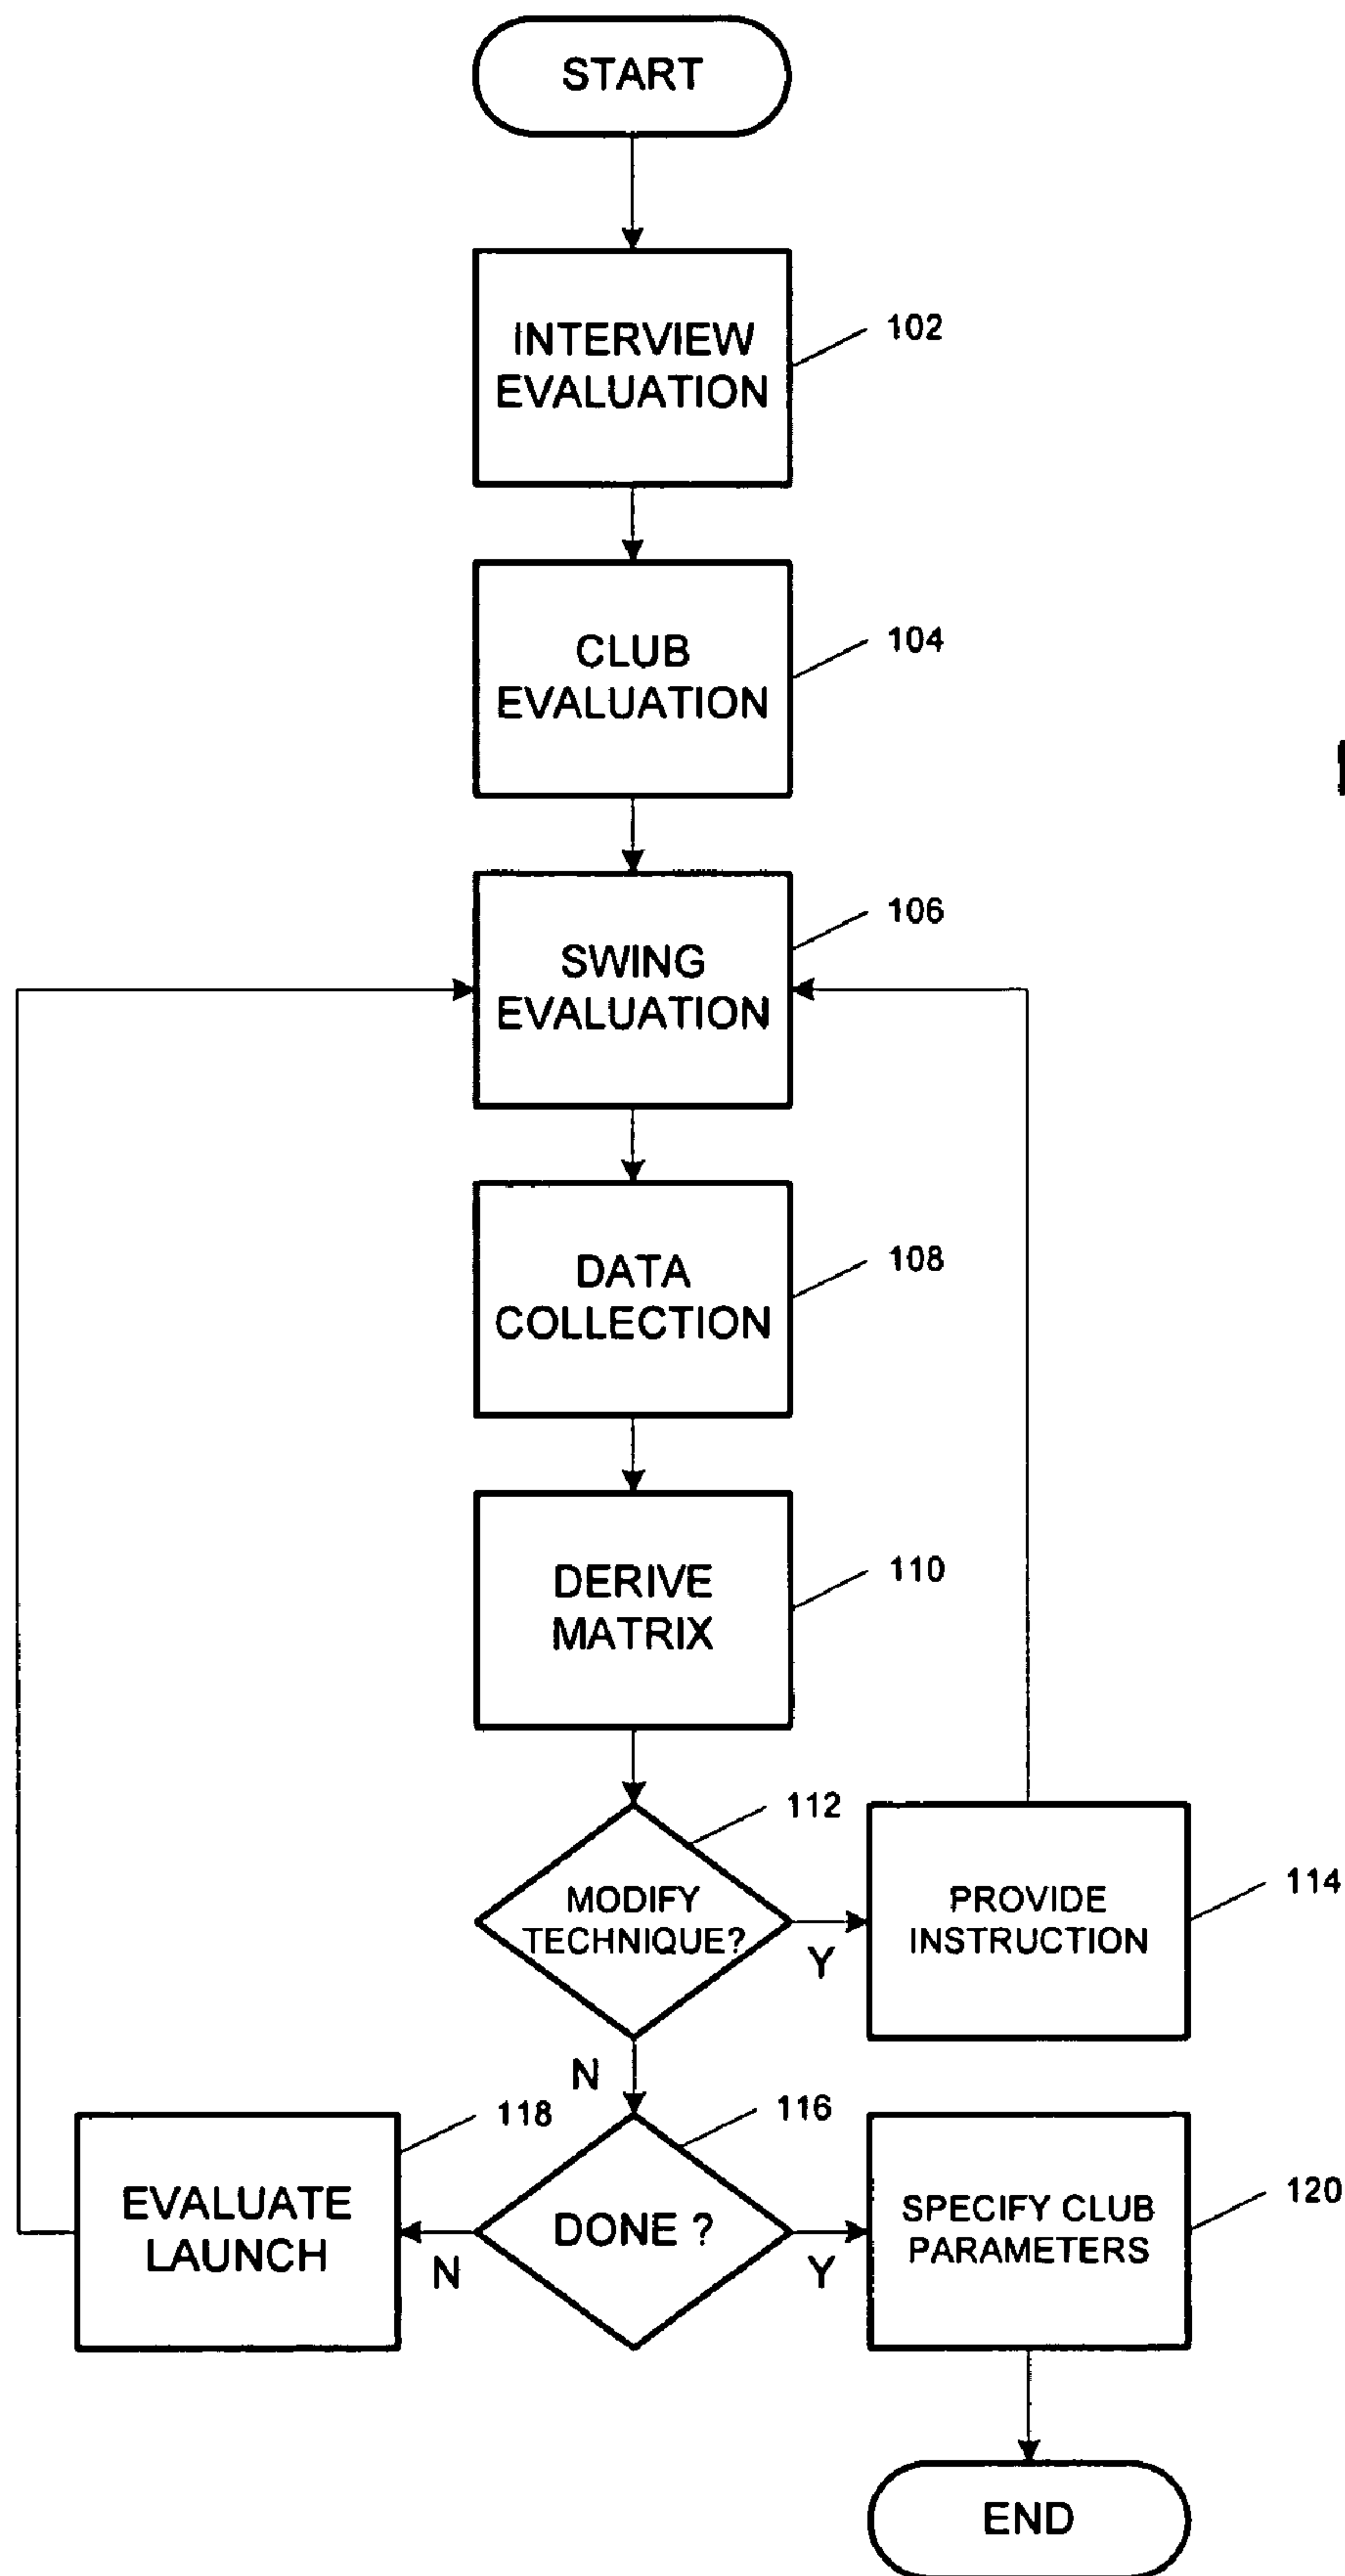 START
INTERVIEW
EVALUATION
102
CLUB
EVALUATION
104
SWING
EVALUATION
106
DATA
COLLECTION
108
DERIVE
MATRIX
110
112
MODIFY
TECHNIQUE?
Y
PROVIDE
INSTRUCTION
114
N
118
EVALUATE
LAUNCH
N
116
DONE ?
Y
SPECIFY CLUB
PARAMETERS
120
END